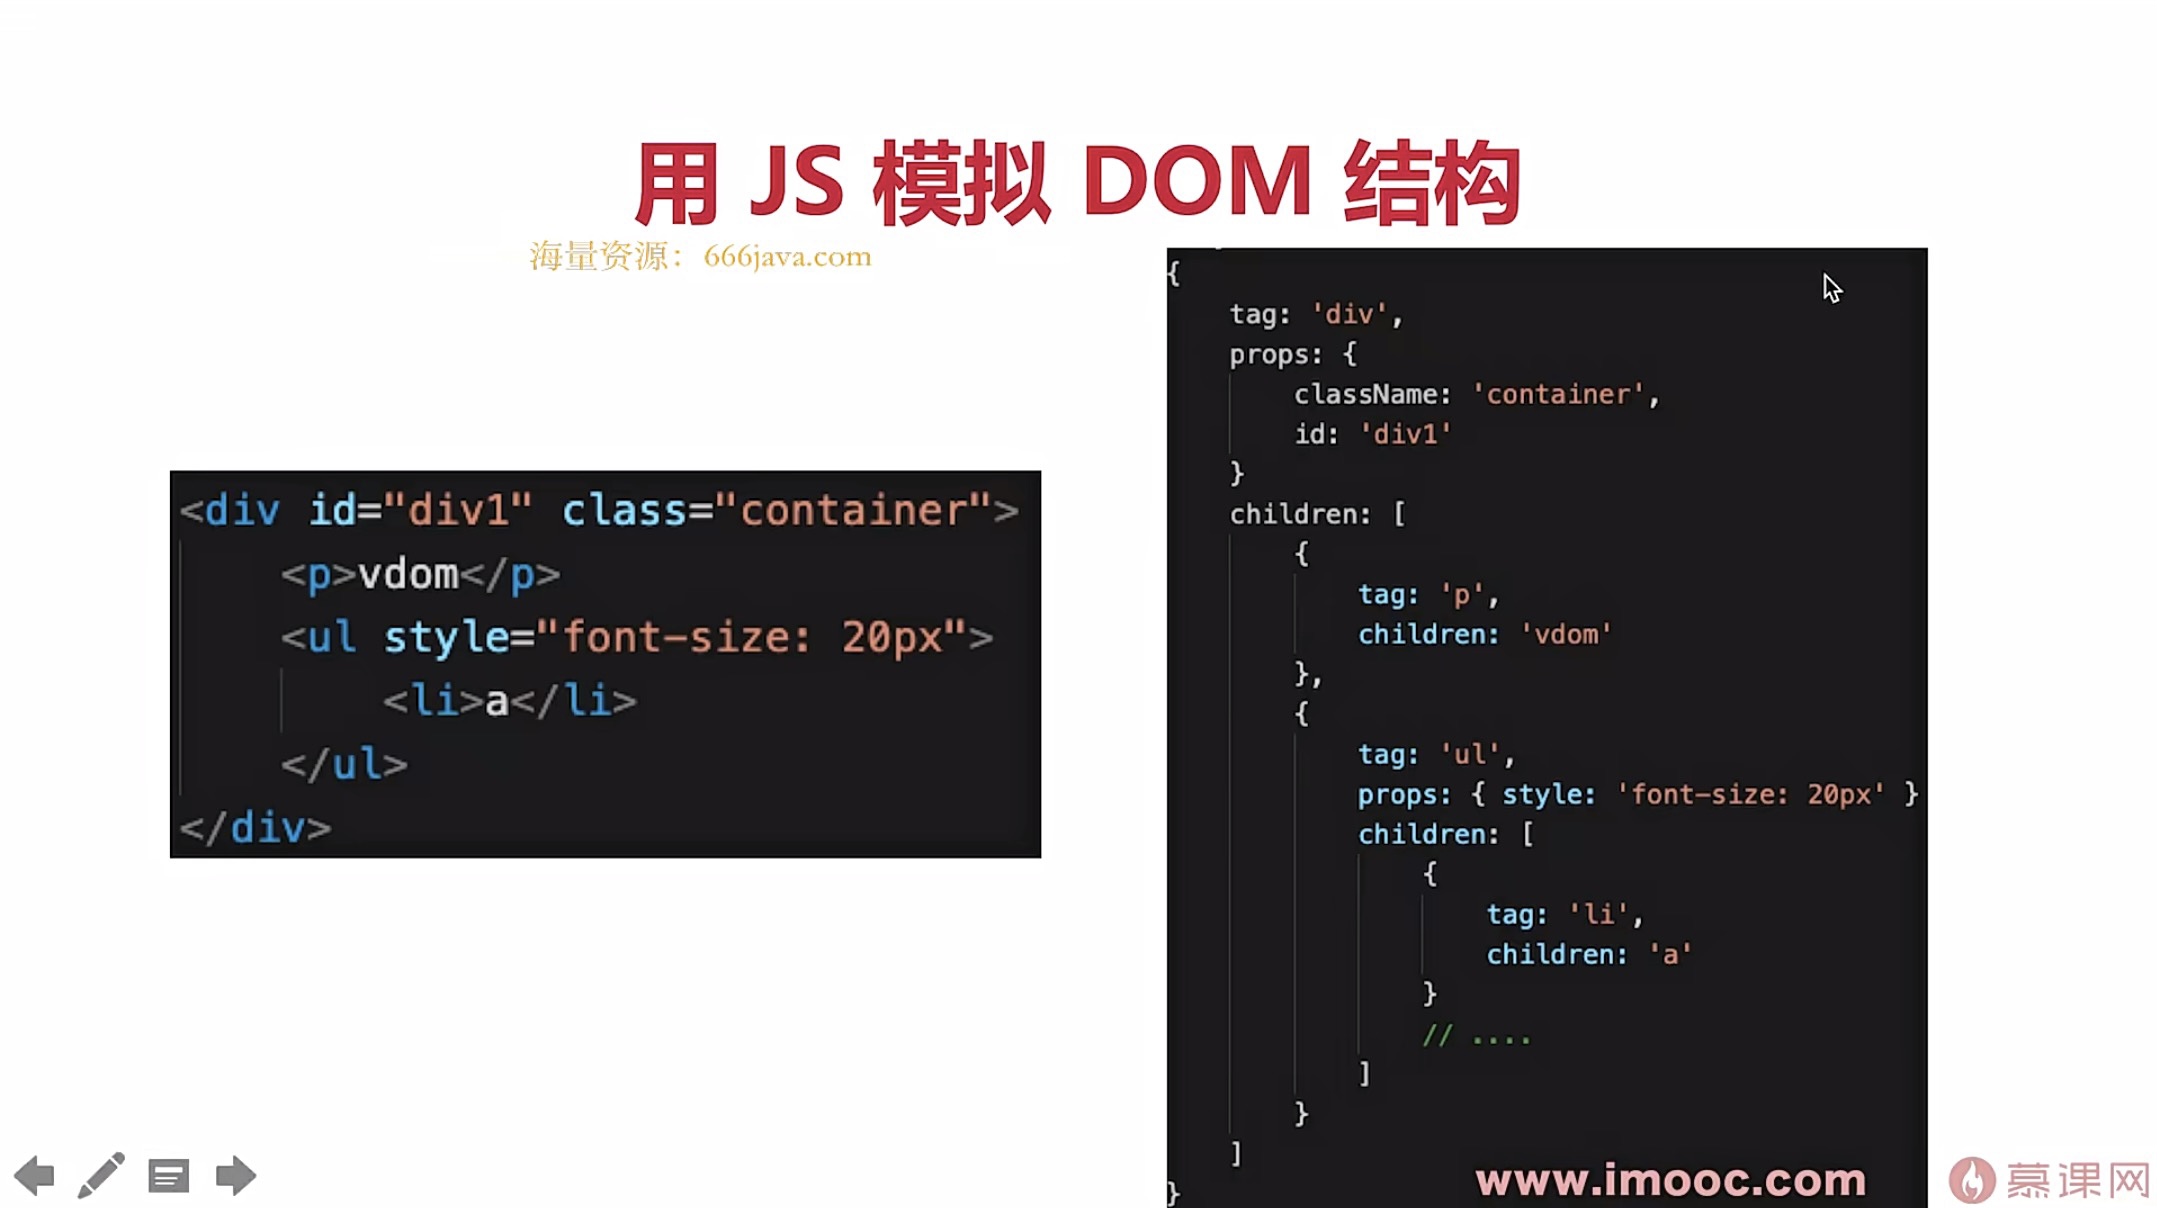 用 JS 模拟 DOM 结构
海量资源：666java.com
<div id="div1" class="container">
<p>vdom</p>
<ul style="font-size: 20px">
<li>a</li>
</ul>
</div>
{
tag: 'div',
props: {
className: 'container',
id: 'div1'
}
children: [
{
tag: 'p',
children: 'vdom'
},
{
tag: 'ul',
props: { style: 'font-size: 20px' }
children: [
{
tag: 'li',
children: 'a'
}
// ....
]
}
]
}
www.imooc.com
慕课网